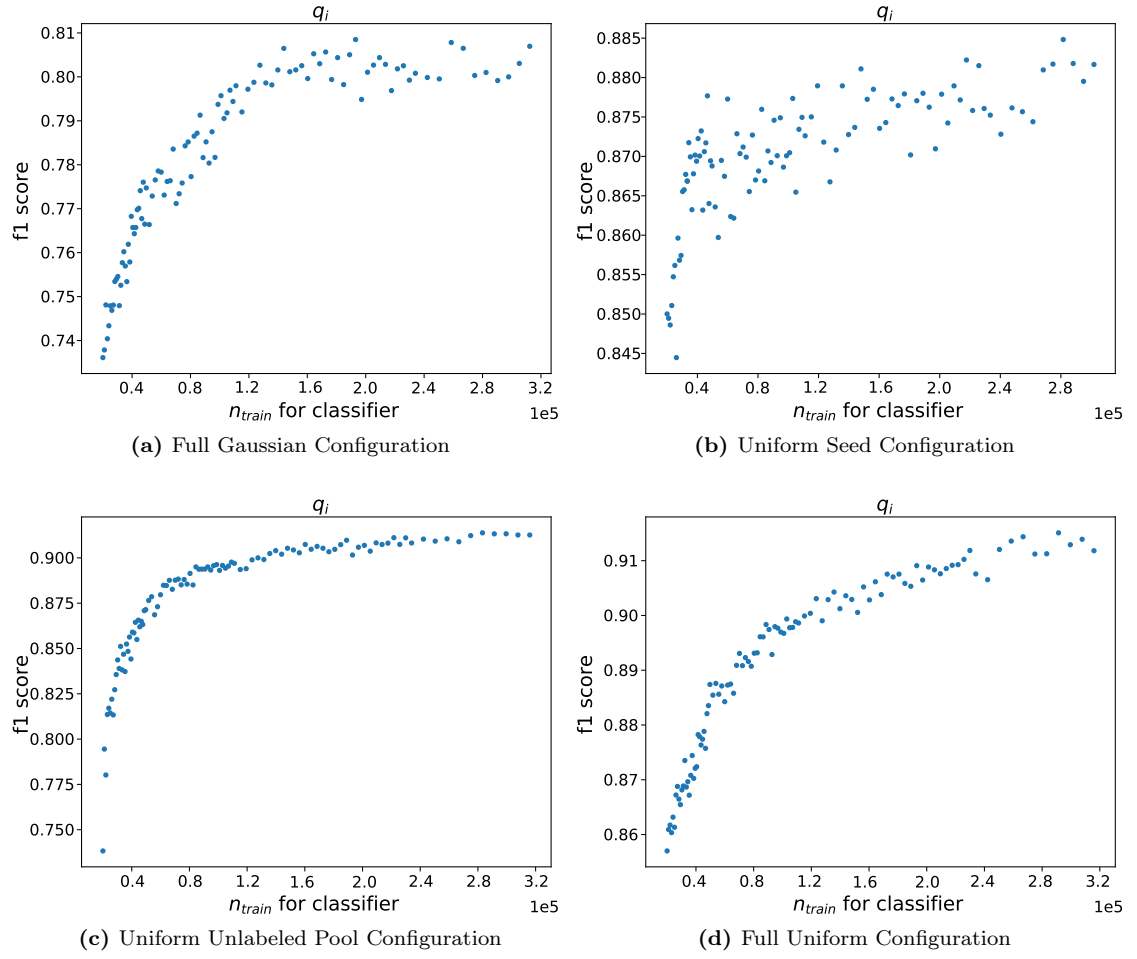 q_i
0.81
0.80
0.79
0.78
0.77
0.76
0.75
0.74
f1 score
0.4 0.8 1.2 1.6 2.0 2.4 2.8 3.2
n_train for classifier
1e5
(a) Full Gaussian Configuration
q_i
0.885
0.880
0.875
0.870
0.865
0.860
0.855
0.850
0.845
f1 score
0.4 0.8 1.2 1.6 2.0 2.4 2.8
n_train for classifier
1e5
(b) Uniform Seed Configuration
q_i
0.900
0.875
0.850
0.825
0.800
0.775
0.750
f1 score
0.4 0.8 1.2 1.6 2.0 2.4 2.8 3.2
n_train for classifier
1e5
(c) Uniform Unlabeled Pool Configuration
q_i
0.91
0.90
0.89
0.88
0.87
0.86
f1 score
0.4 0.8 1.2 1.6 2.0 2.4 2.8 3.2
n_train for classifier
1e5
(d) Full Uniform Configuration